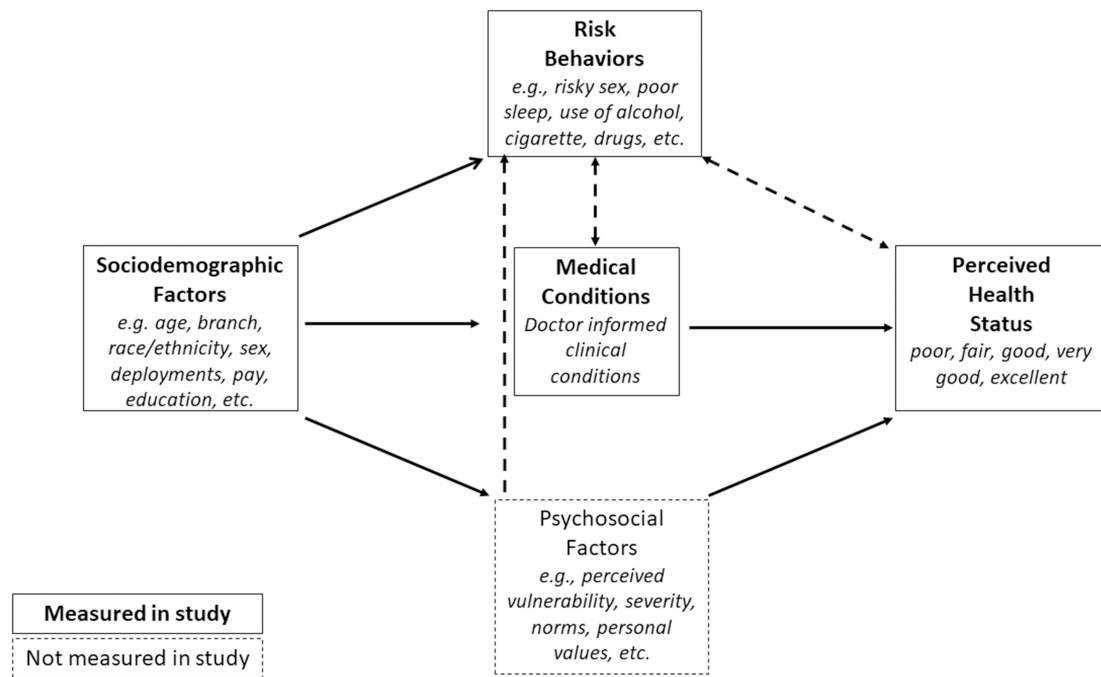 Risk
Behaviors
e.g., risky sex, poor
sleep, use of alcohol,
cigarette, drugs, etc.
Sociodemographic
Factors
e.g. age, branch,
race/ethnicity, sex,
deployments, pay,
education, etc.
Medical
Conditions
Doctor informed
clinical
conditions
Perceived
Health
Status
poor, fair, good, very
good, excellent
Psychosocial
Factors
e.g., perceived
vulnerability, severity,
norms, personal
values, etc.
Measured in study
Not measured in study